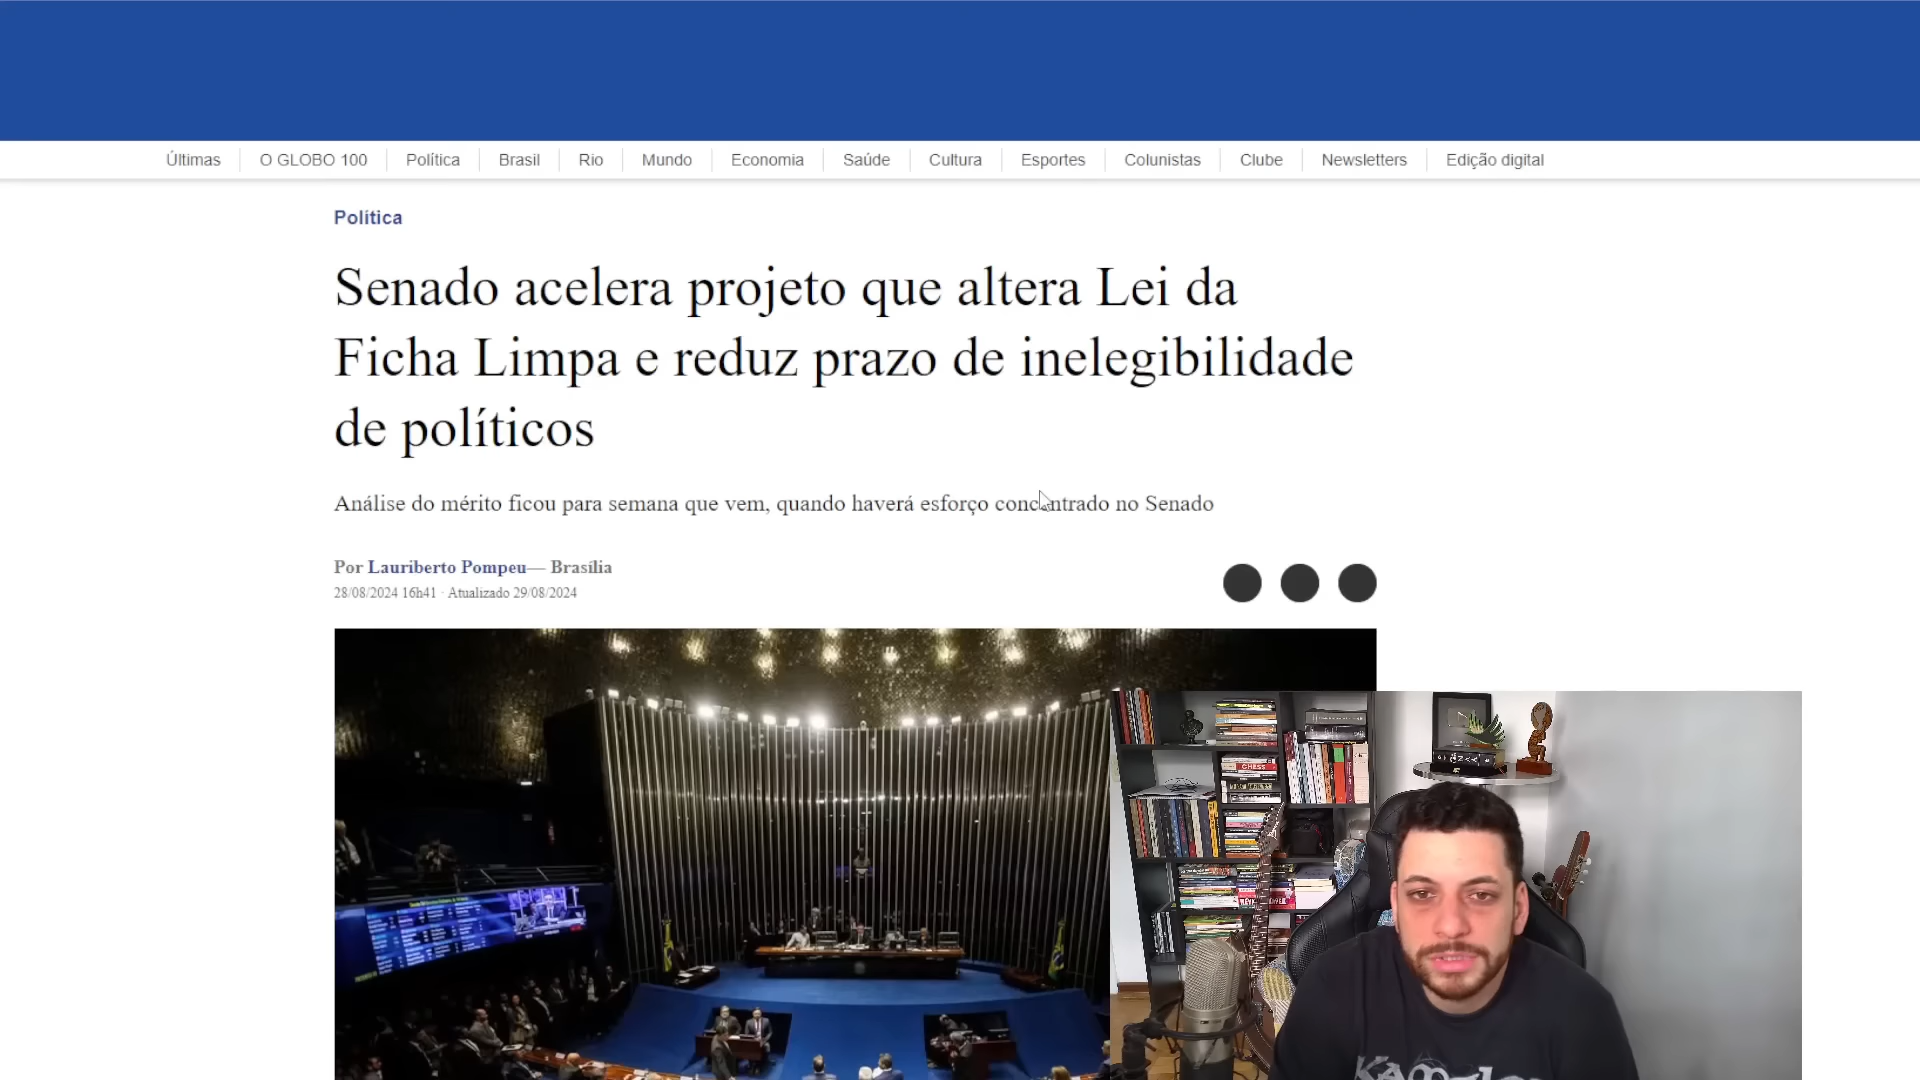 Últimas
O GLOBO 100
Política
Brasil
Rio
Mundo
Economia
Saúde
Cultura
Esportes
Colunistas
Clube
Newsletters
Edição digital
Política
Senado acelera projeto que altera Lei da
Ficha Limpa e reduz prazo de inelegibilidade
de políticos
Análise do mérito ficou para semana que vem, quando haverá esforço concentrado no Senado
Por Lauriberto Pompeu— Brasília
28/08/2024 16h41 · Atualizado 29/08/2024
CHESS